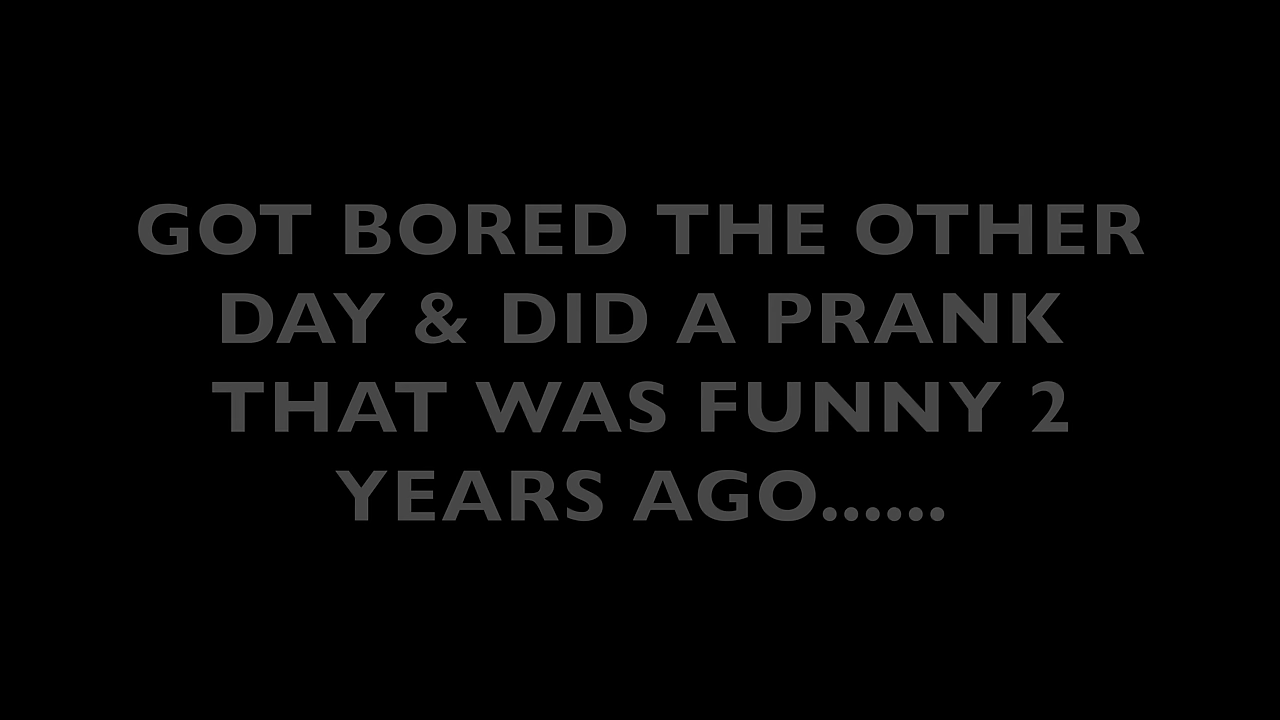 GOT BORED THE OTHER
DAY & DID A PRANK
THAT WAS FUNNY 2
YEARS AGO......